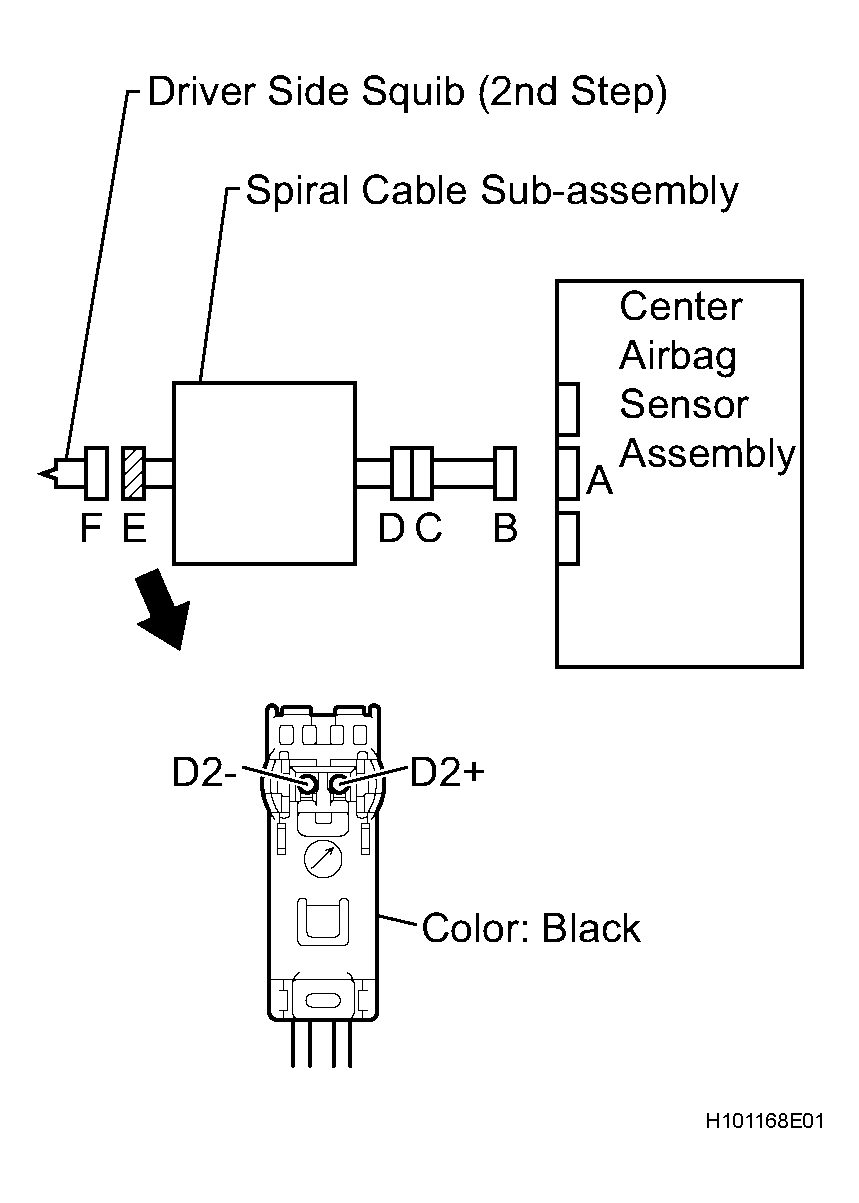 Driver Side Squib (2nd Step)
Spiral Cable Sub-assembly
Center
Airbag
Sensor
Assembly
A
F E D C B
D2- D2+
Color: Black
H101168E01